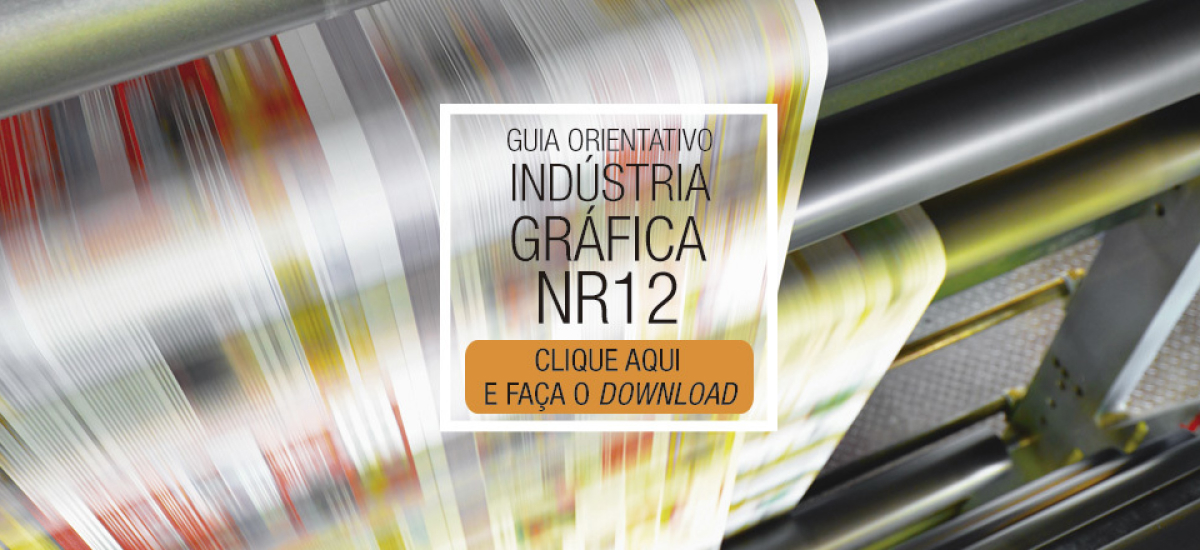 GUIA ORIENTATIVO
INDÚSTRIA
GRÁFICA
NR12
CLIQUE AQUI
E FAÇA O DOWNLOAD